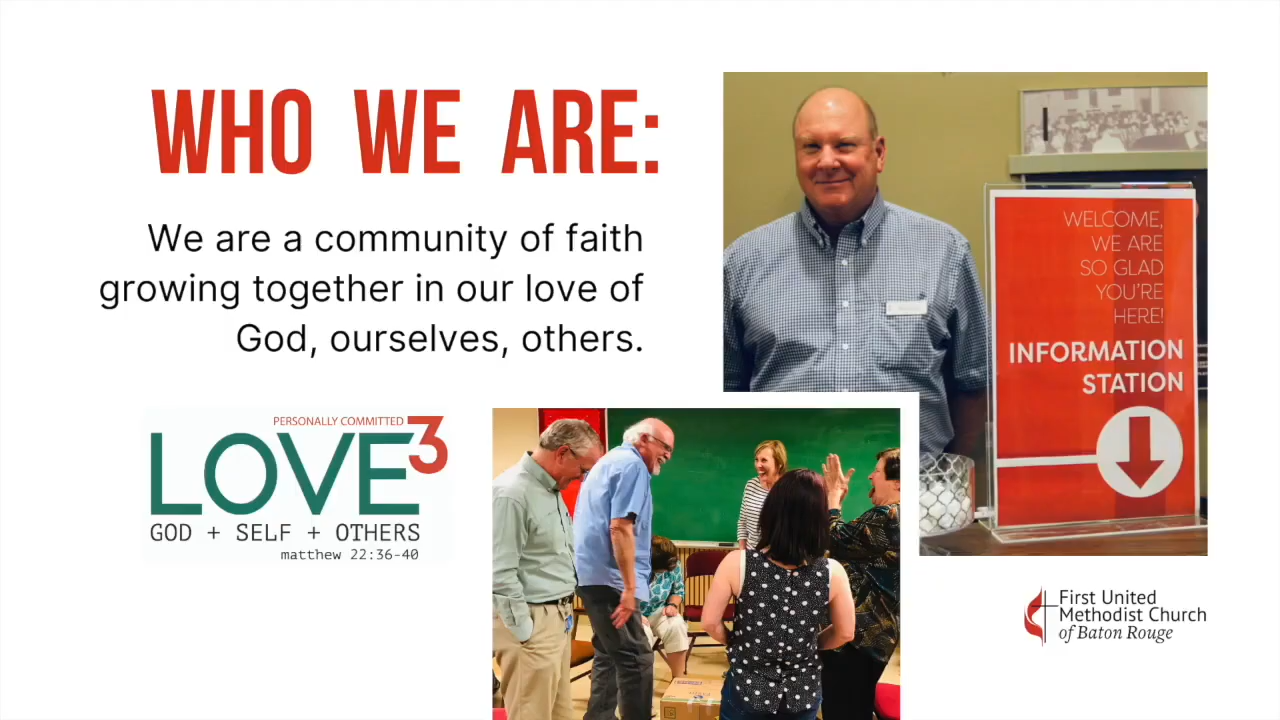 WHO WE ARE:
We are a community of faith
growing together in our love of
God, ourselves, others.
PERSONALLY COMMITTED
LOVE3
GOD + SELF + OTHERS
matthew 22:36-40
WELCOME,
WE ARE
SO GLAD
YOU'RE
HERE!
INFORMATION
STATION
First United
Methodist Church
of Baton Rouge